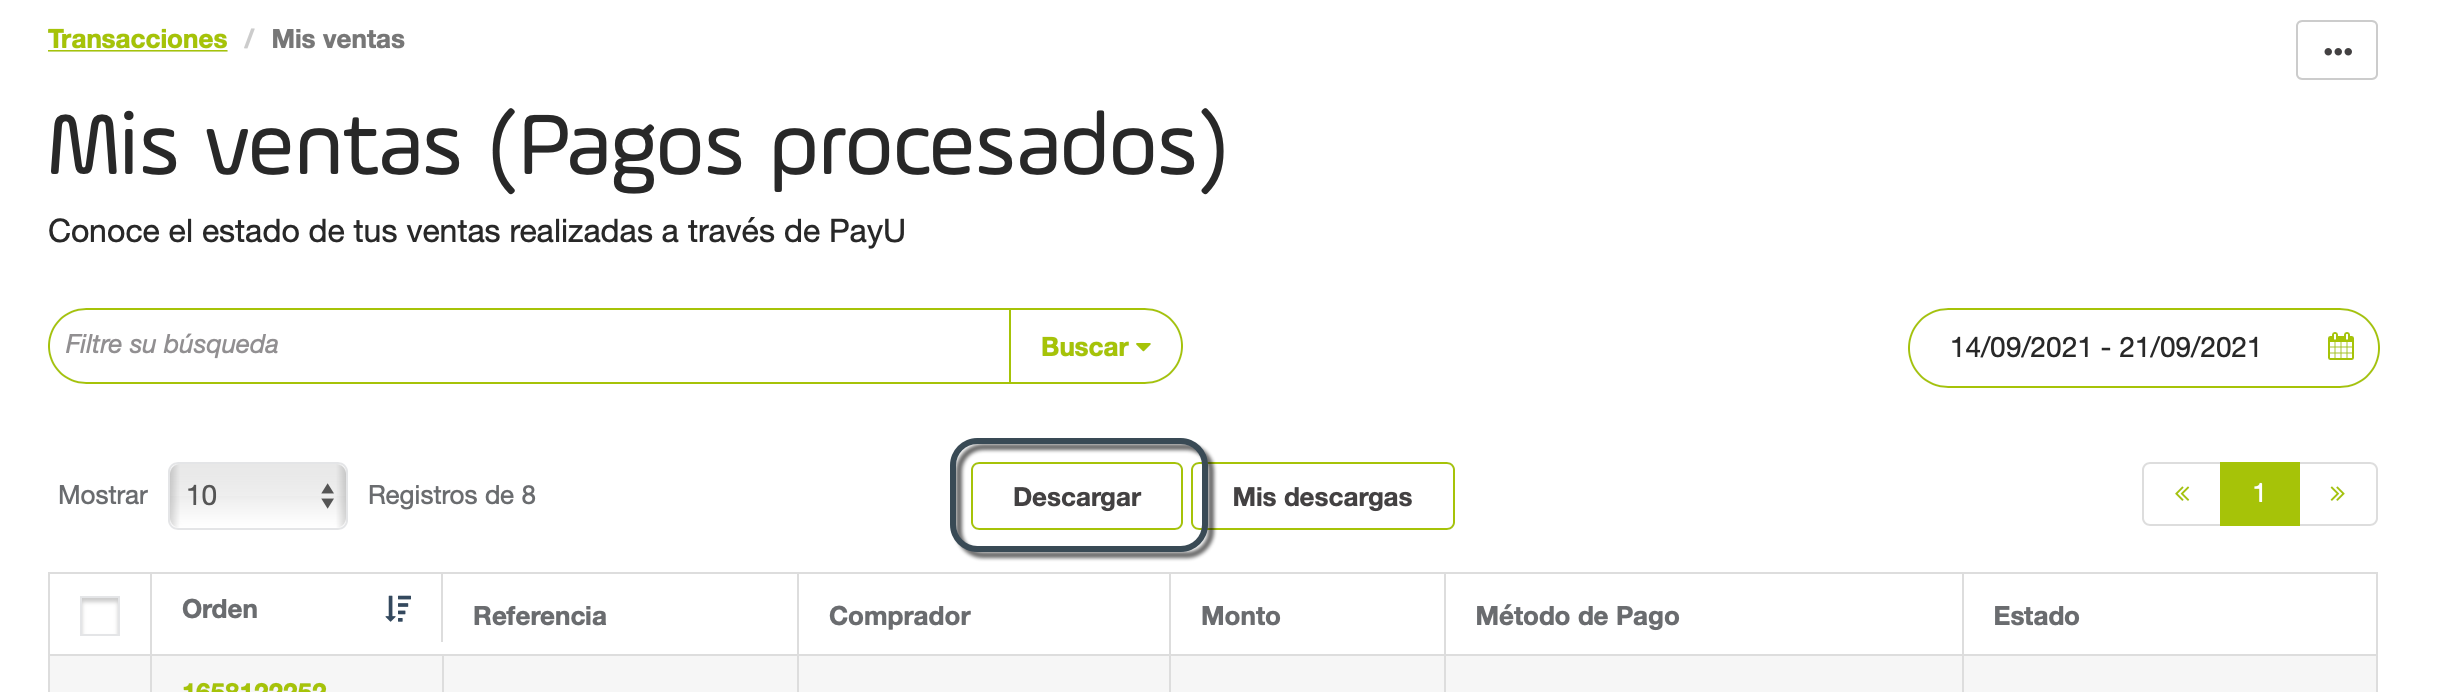 Transacciones / Mis ventas
•••
Mis ventas (Pagos procesados)
Conoce el estado de tus ventas realizadas a través de PayU
Filtre su búsqueda
Buscar
14/09/2021 - 21/09/2021
Mostrar 10 Registros de 8
Descargar
Mis descargas
« 1 »
Orden Referencia Comprador Monto Método de Pago Estado
1658122252